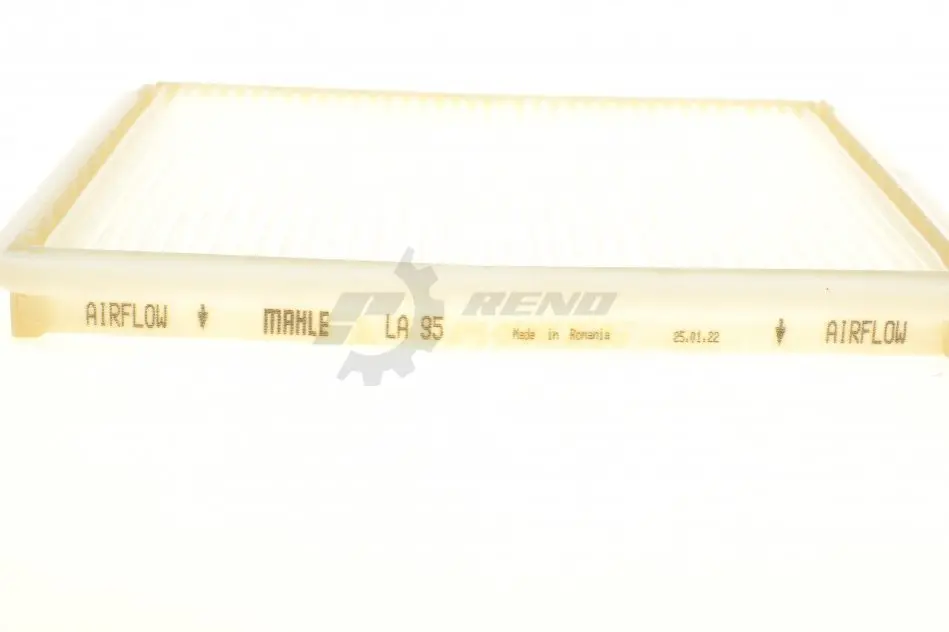 AIRFLOW MAHLE LA 95 Made in Romania 25.01.22 AIRFLOW
RENO